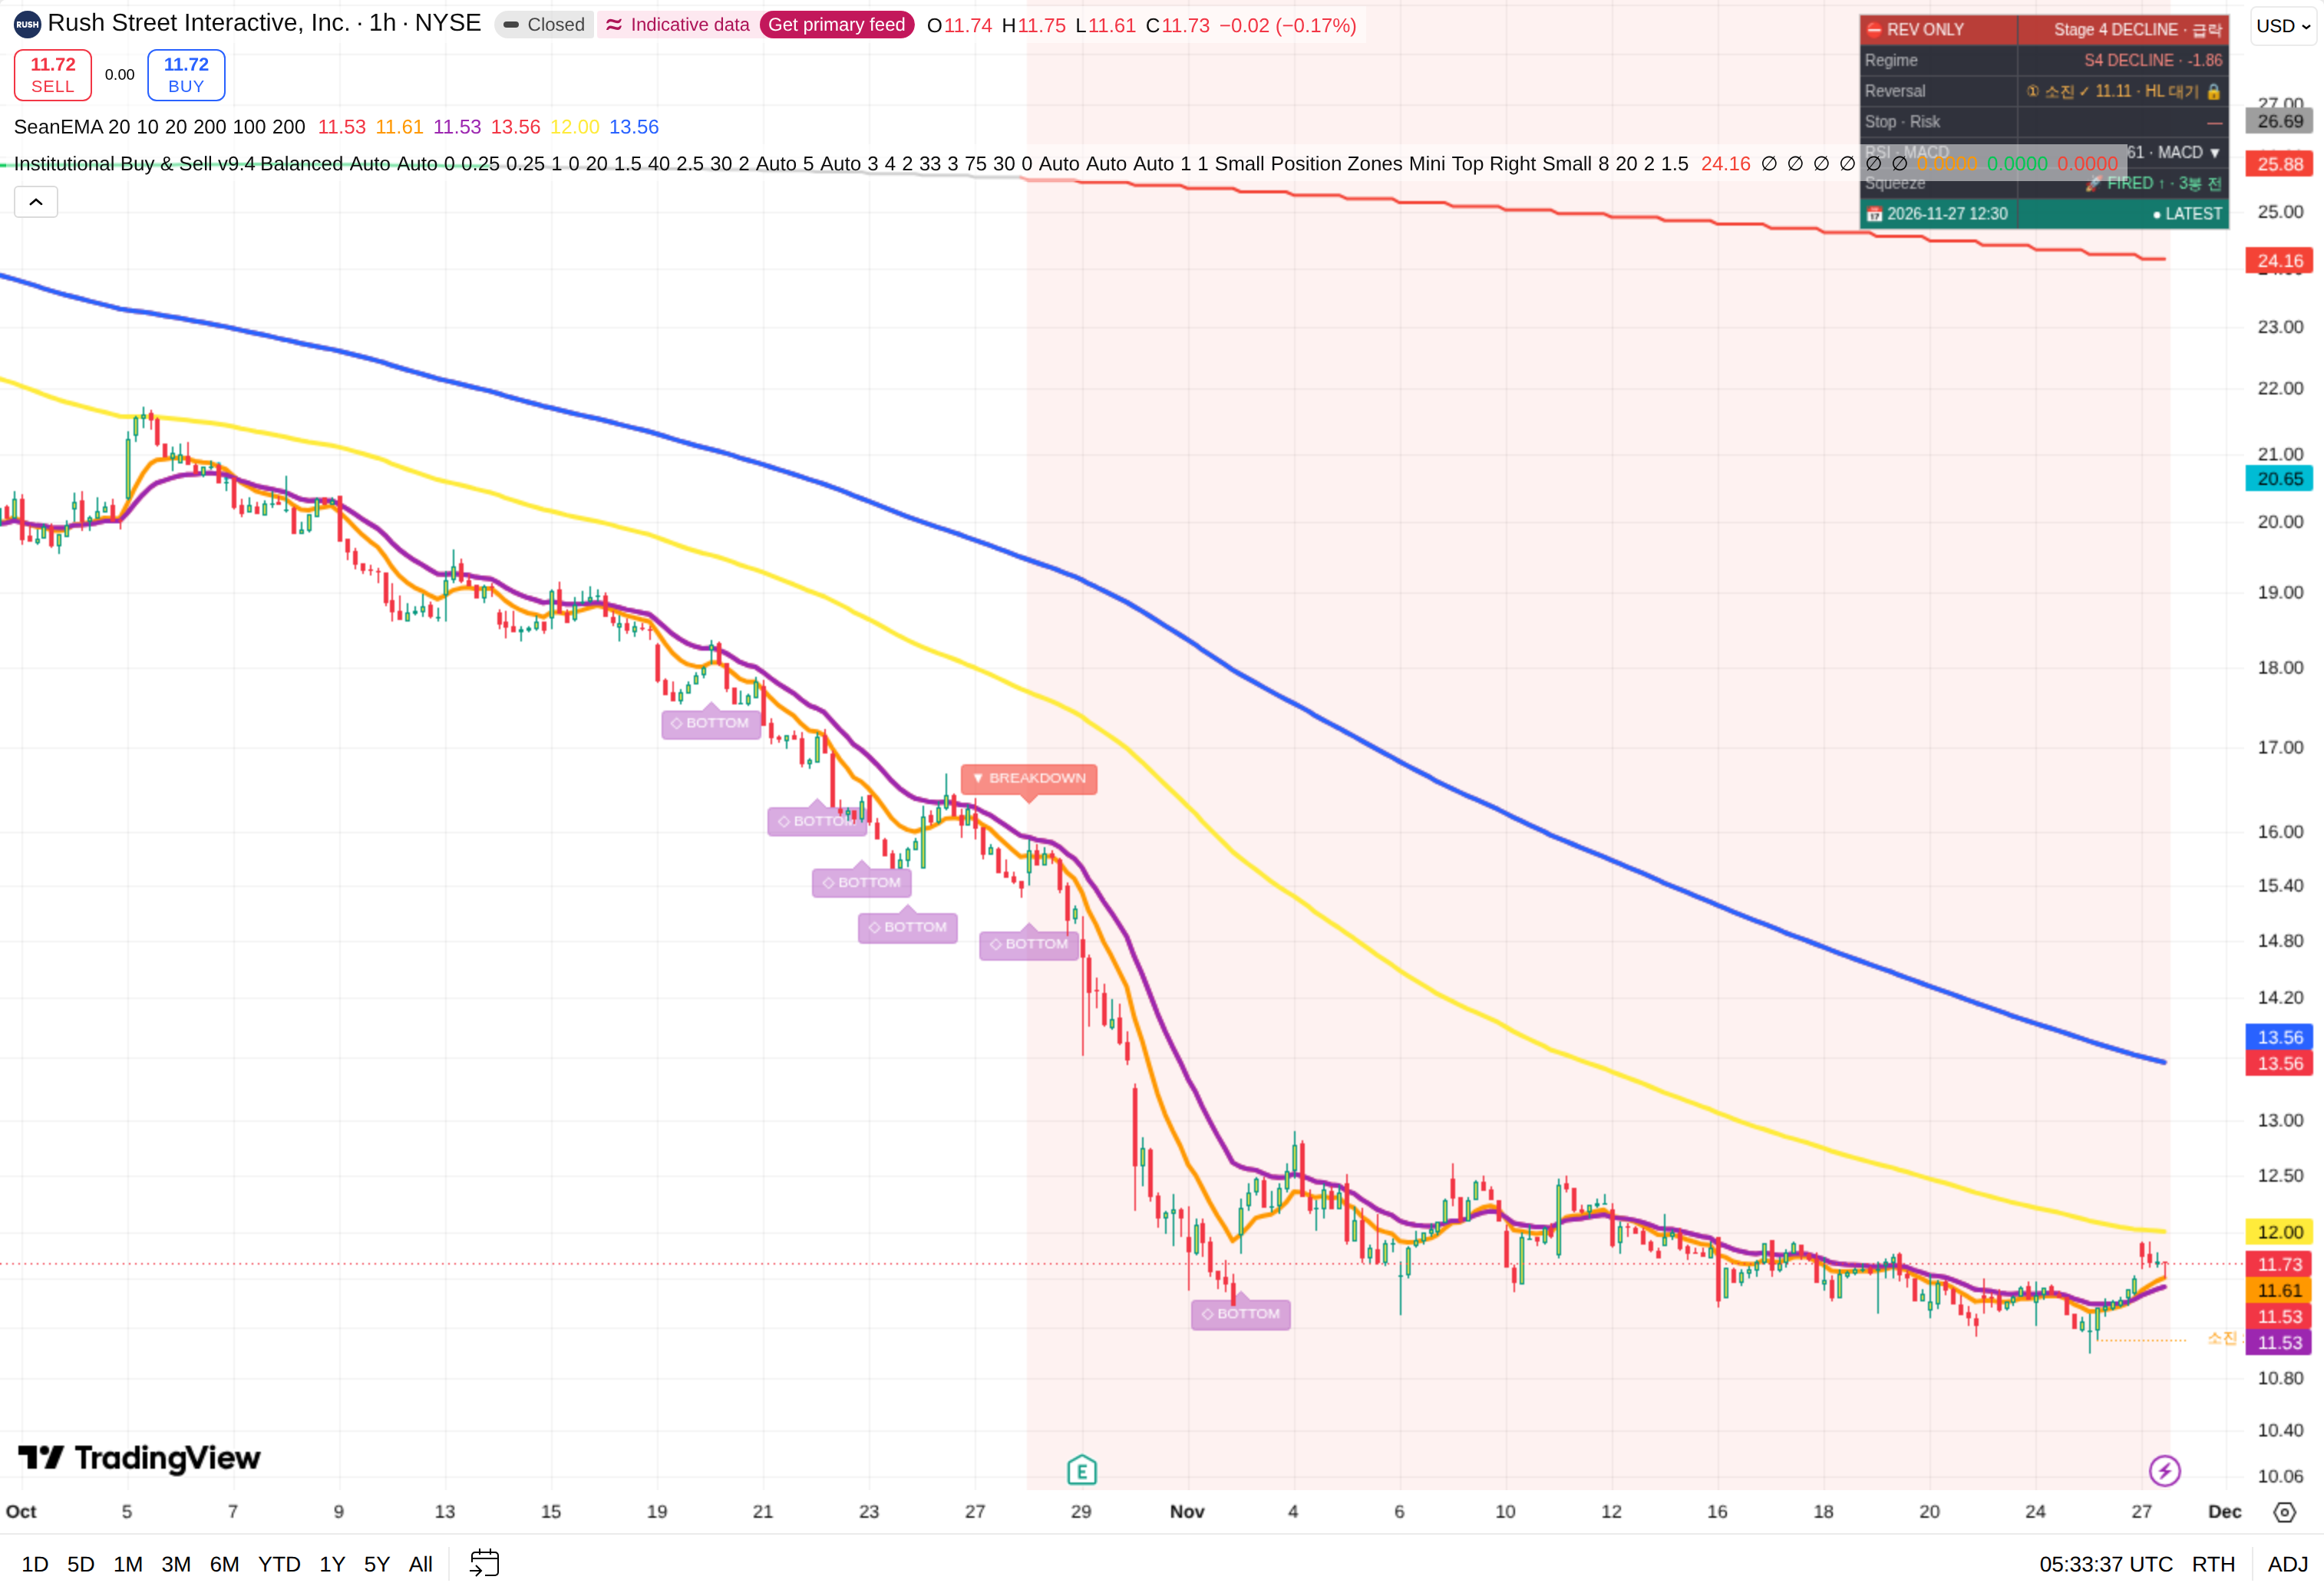 RUSH Rush Street Interactive, Inc. · 1h · NYSE Closed Indicative data Get primary feed O11.74 H11.75 L11.61 C11.73 −0.02 (−0.17%)
11.72 SELL 0.00 11.72 BUY
SeanEMA 20 10 20 200 100 200 11.53 11.61 11.53 13.56 12.00 13.56
Institutional Buy & Sell v9.4 Balanced Auto Auto 0 0.25 0.25 1 0 20 1.5 40 2.5 30 2 Auto 5 Auto 3 4 2 33 3 75 30 0 Auto Auto Auto 1 1 Small Position Zones Mini Top Right Small 8 20 2 1.5 24.16 ∅ ∅ ∅ ∅ ∅ ∅ 0.0000 0.0000 0.0000
⛔ REV ONLY Stage 4 DECLINE · 급락
Regime S4 DECLINE · -1.86
Reversal ① 소진 ✓ 11.11 · HL 대기 🔒
Stop · Risk —
RSI · MACD 61 · MACD ▼
Squeeze 🚀 FIRED ↑ · 3봉 전
📅 2026-11-27 12:30 ● LATEST
USD
27.00
26.69
25.88
25.00
24.16
23.00
22.00
21.00
20.65
20.00
19.00
18.00
17.00
16.00
15.40
14.80
14.20
13.56
13.56
13.00
12.50
12.00
11.73
11.61
11.53
11.53
10.80
10.40
10.06
◇ BOTTOM
▼ BREAKDOWN
◇ BOTTOM
◇ BOTTOM
◇ BOTTOM
◇ BOTTOM
◇ BOTTOM
소진
TradingView
E
Oct 5 7 9 13 15 19 21 23 27 29 Nov 4 6 10 12 16 18 20 24 27 Dec
1D 5D 1M 3M 6M YTD 1Y 5Y All 05:33:37 UTC RTH ADJ